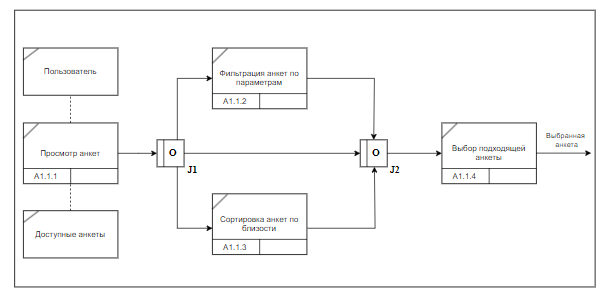 Пользователь
Просмотр анкет
A1.1.1
Доступные анкеты
O
J1
Фильтрация анкет по
параметрам
A1.1.2
Сортировка анкет по
близости
A1.1.3
O
J2
Выбор подходящей
анкеты
A1.1.4
Выбранная
анкета